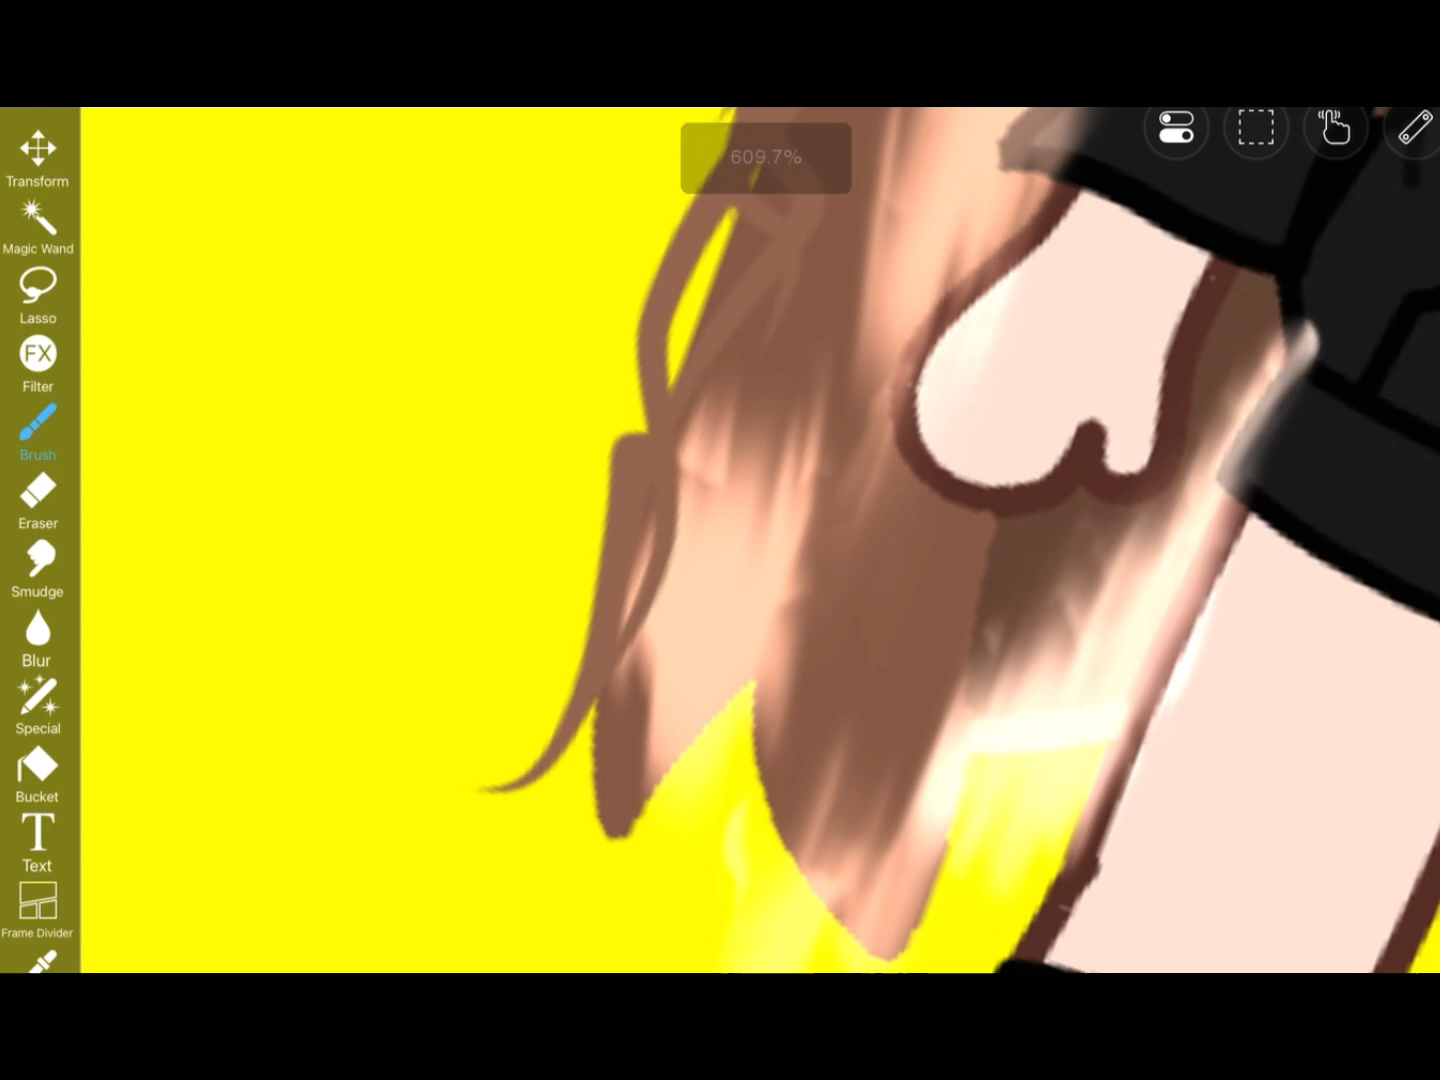 609.7%
Transform
Magic Wand
Lasso
FX
Filter
Brush
Eraser
Smudge
Blur
Special
Bucket
T
Text
Frame Divider